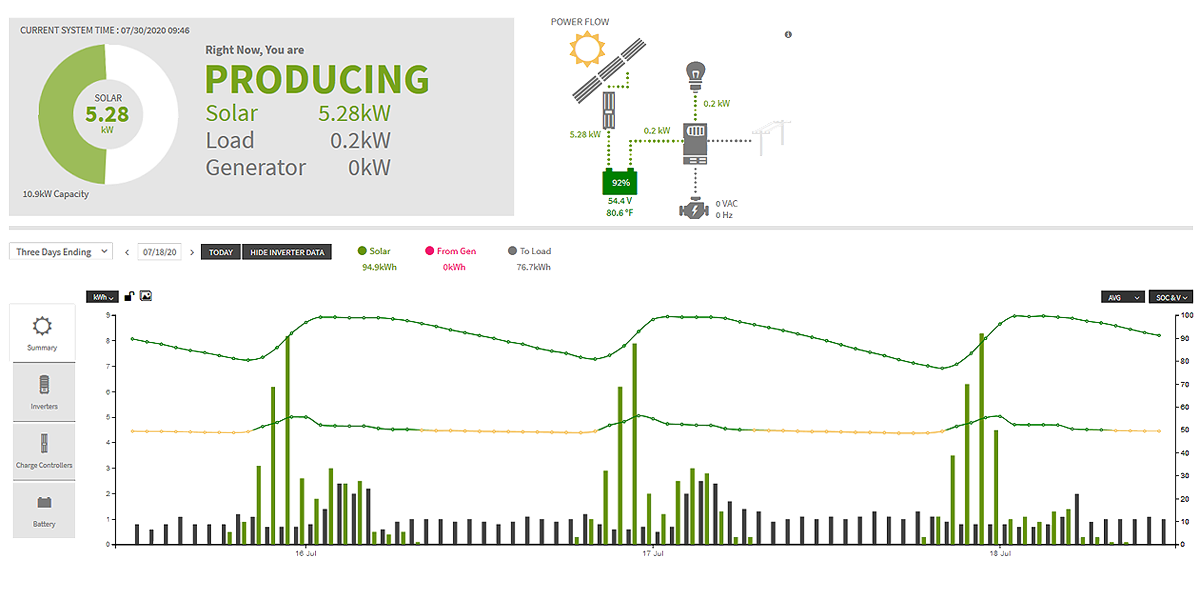 CURRENT SYSTEM TIME : 07/30/2020 09:46
SOLAR
5.28
kW
10.9kW Capacity
Right Now, You are
PRODUCING
Solar 5.28kW
Load 0.2kW
Generator 0kW
POWER FLOW
0.2 kW
5.28 kW
0.2 kW
92%
54.4 V
80.6 °F
0 VAC
0 Hz
Three Days Ending
07/18/20
TODAY
HIDE INVERTER DATA
Solar
94.9kWh
From Gen
0kWh
To Load
76.7kWh
kWh
AVG
SOC & V
Summary
Inverters
Charge Controllers
Battery
9
8
7
6
5
4
3
2
1
0
100
90
80
70
60
50
40
30
20
10
0
16 Jul
17 Jul
18 Jul